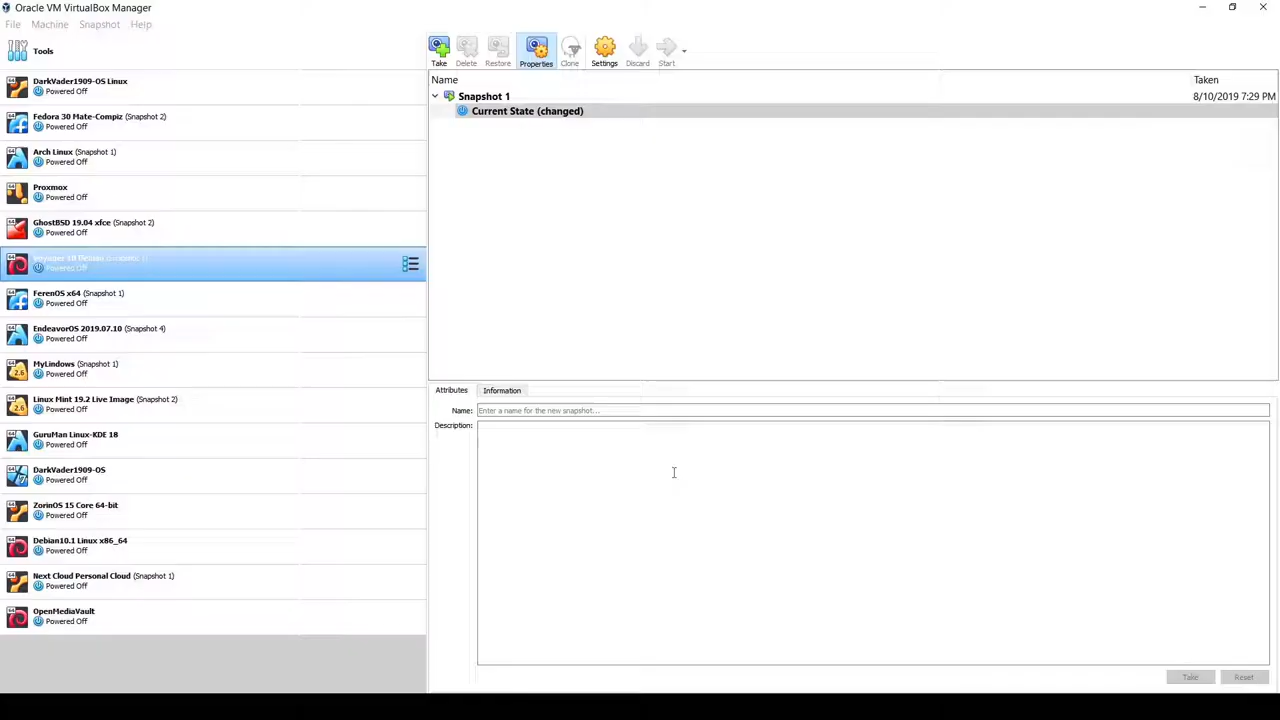 Oracle VM VirtualBox Manager
File Machine Snapshot Help
Tools
Take Delete Restore Properties Clone Settings Discard Start
DarkVader1909-OS Linux
Powered Off
Fedora 30 Mate-Compiz (Snapshot 2)
Powered Off
Arch Linux (Snapshot 1)
Powered Off
Proxmox
Powered Off
GhostBSD 19.04 xfce (Snapshot 2)
Powered Off
Voyager 10 Debian (Snapshot 1)
Powered Off
FerenOS x64 (Snapshot 1)
Powered Off
EndeavorOS 2019.07.10 (Snapshot 4)
Powered Off
MyLindows (Snapshot 1)
Powered Off
Linux Mint 19.2 Live Image (Snapshot 2)
Powered Off
GuruMan Linux-KDE 18
Powered Off
DarkVader1909-OS
Powered Off
ZorinOS 15 Core 64-bit
Powered Off
Debian10.1 Linux x86_64
Powered Off
Next Cloud Personal Cloud (Snapshot 1)
Powered Off
OpenMediaVault
Powered Off
Name Taken
Snapshot 1 8/10/2019 7:29 PM
Current State (changed)
Attributes Information
Name: Enter a name for the new snapshot...
Description:
Take Reset